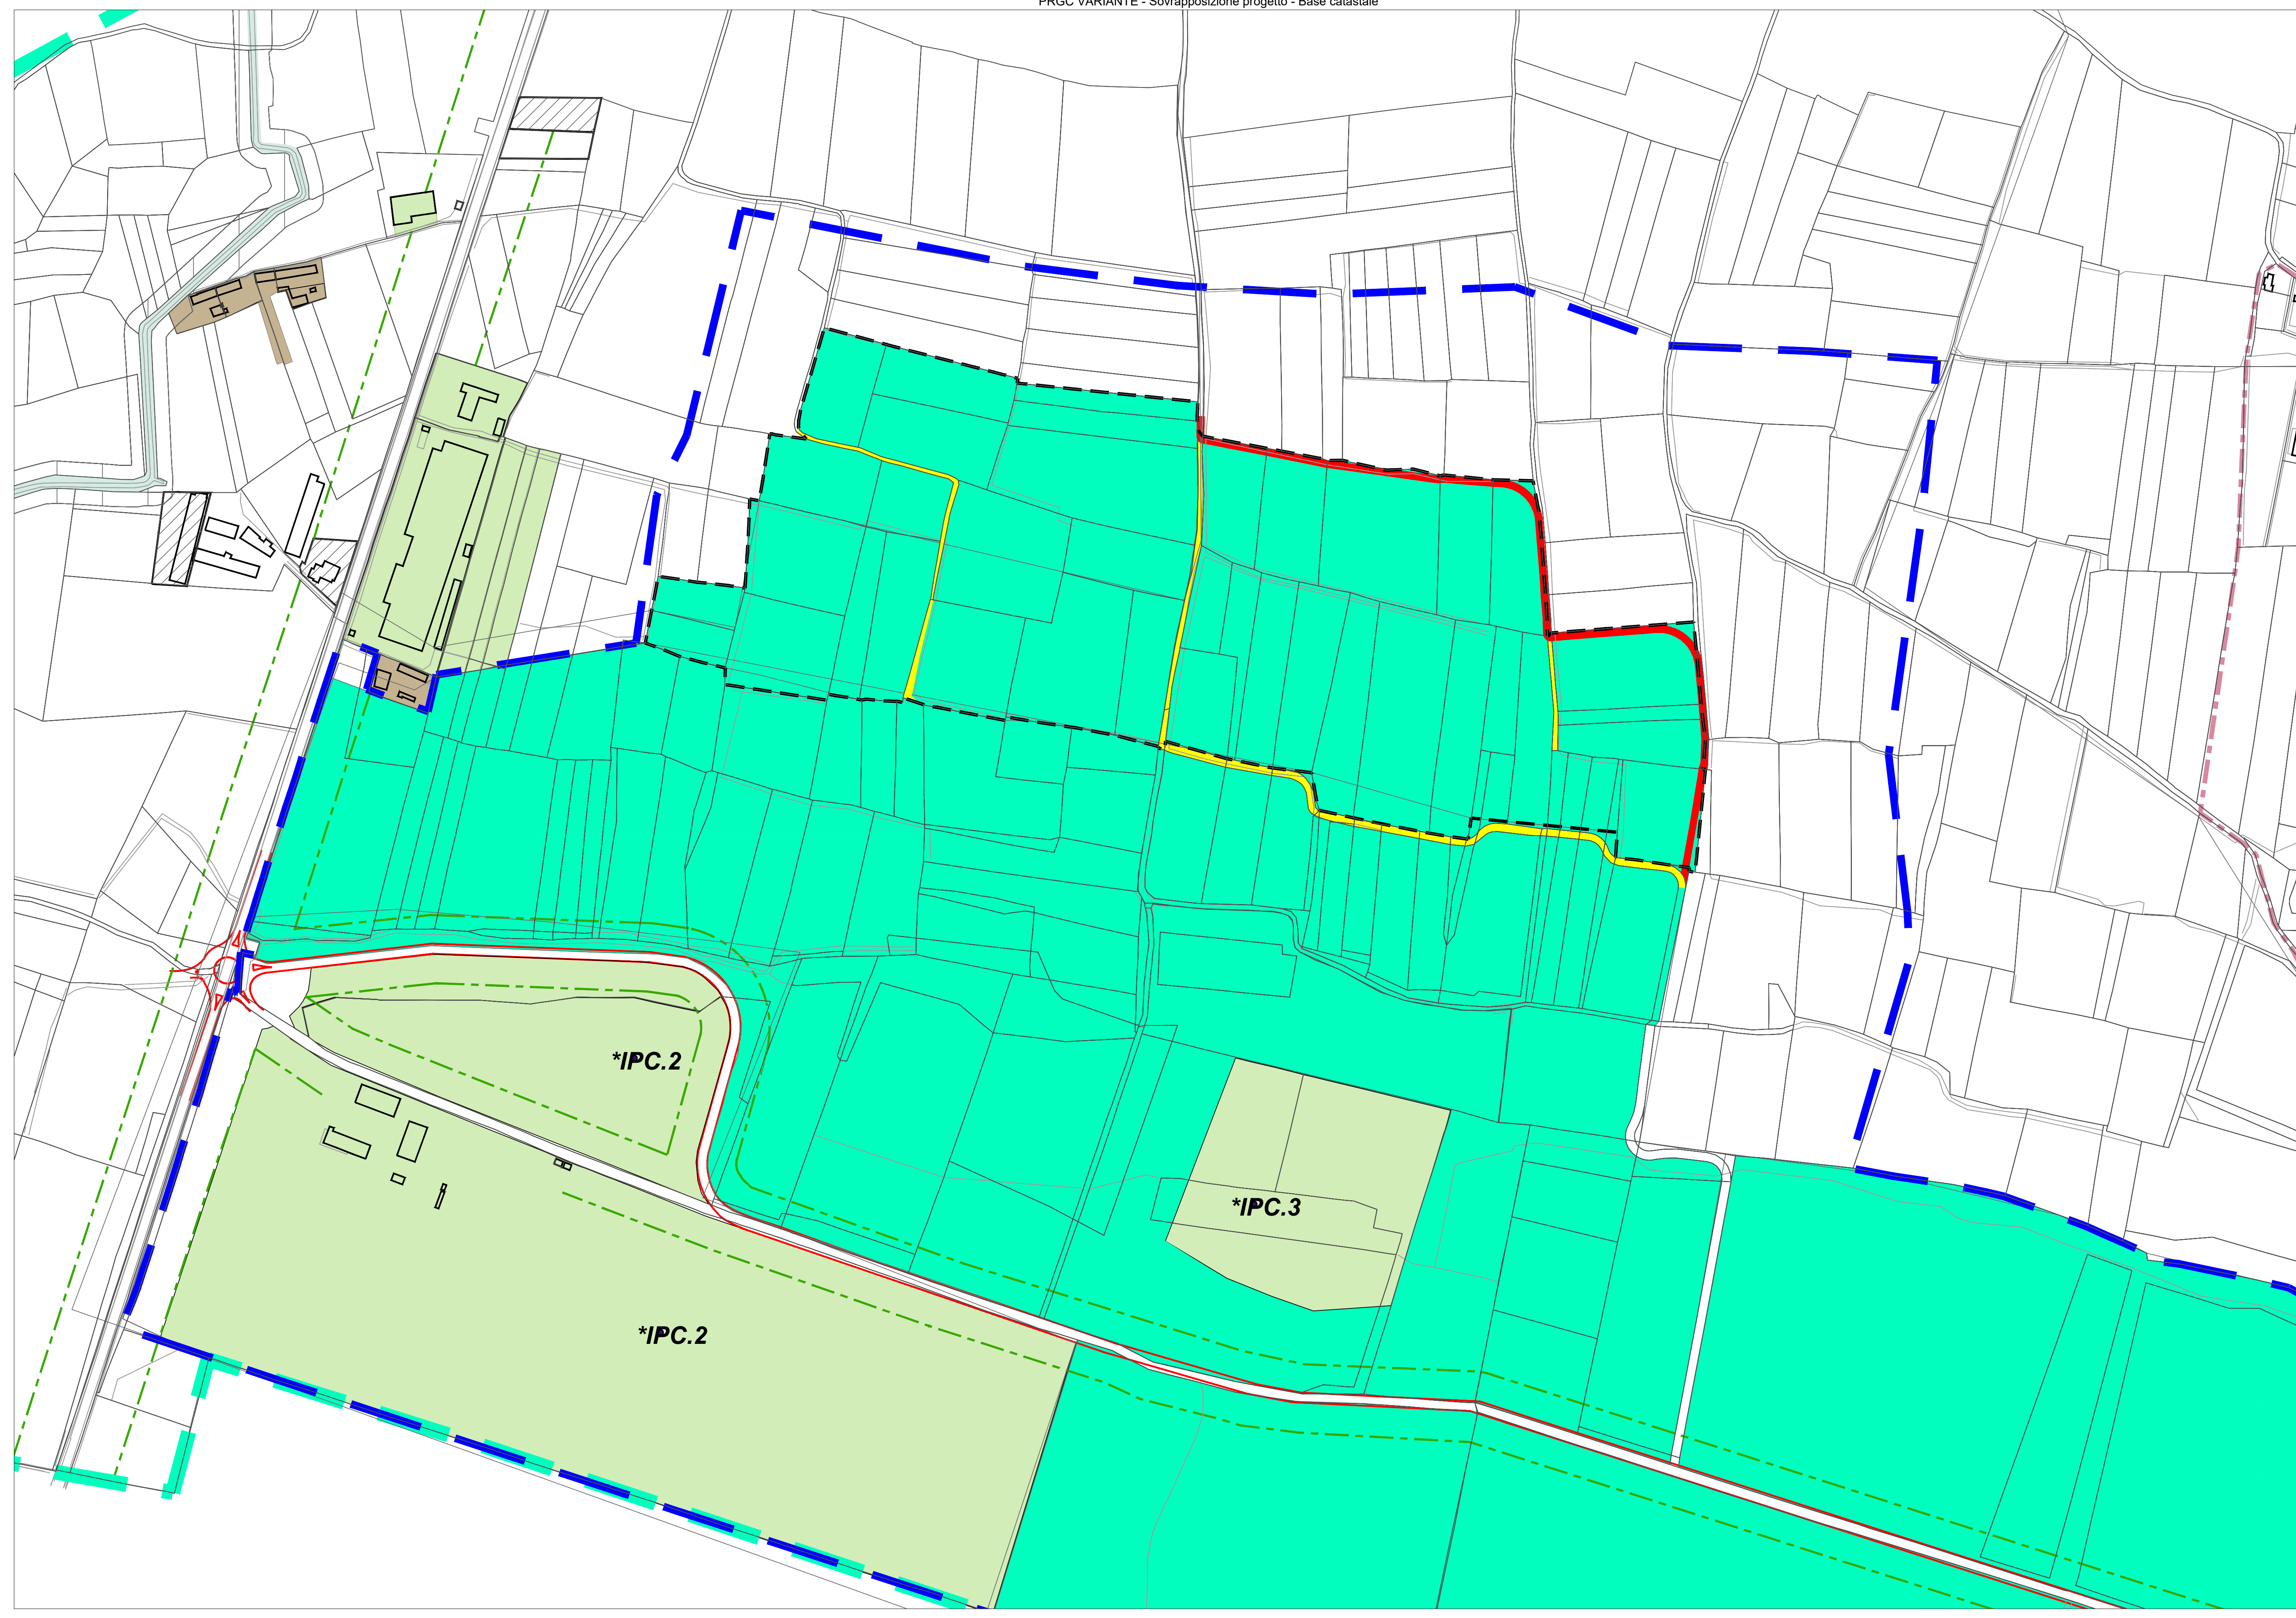 PRGC VARIANTE - Sovrapposizione progetto - Base catastale
*IPC.2
*IPC.3
*IPC.2